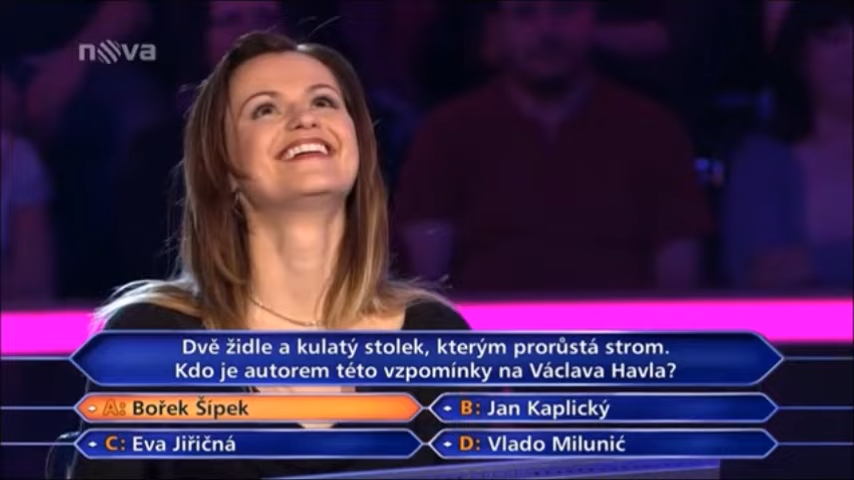 nova
Dvě židle a kulatý stolek, kterým prorůstá strom.
Kdo je autorem této vzpomínky na Václava Havla?
A: Bořek Šípek
B: Jan Kaplický
C: Eva Jiřičná
D: Vlado Milunić